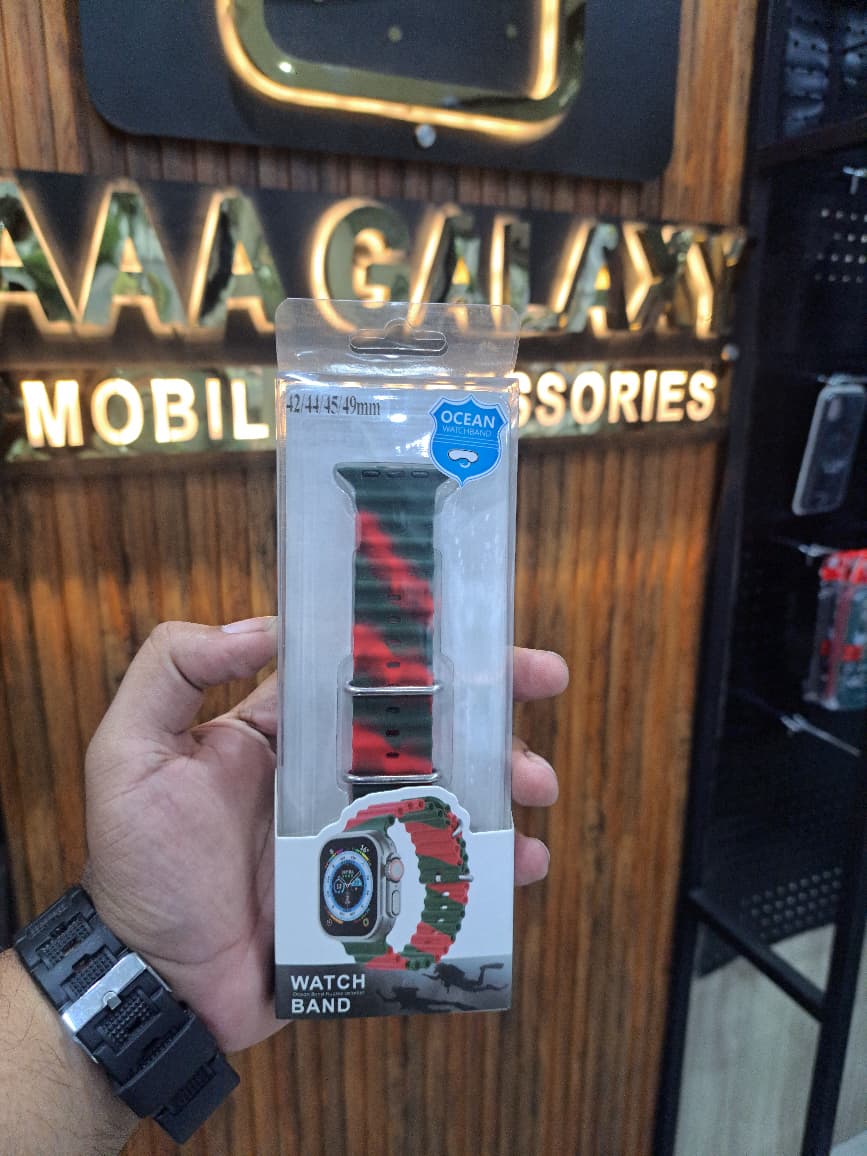 AAA GALAXY
MOBIL SSORIES
42/44/45/49mm
OCEAN
WATCHBAND
WATCH
BAND